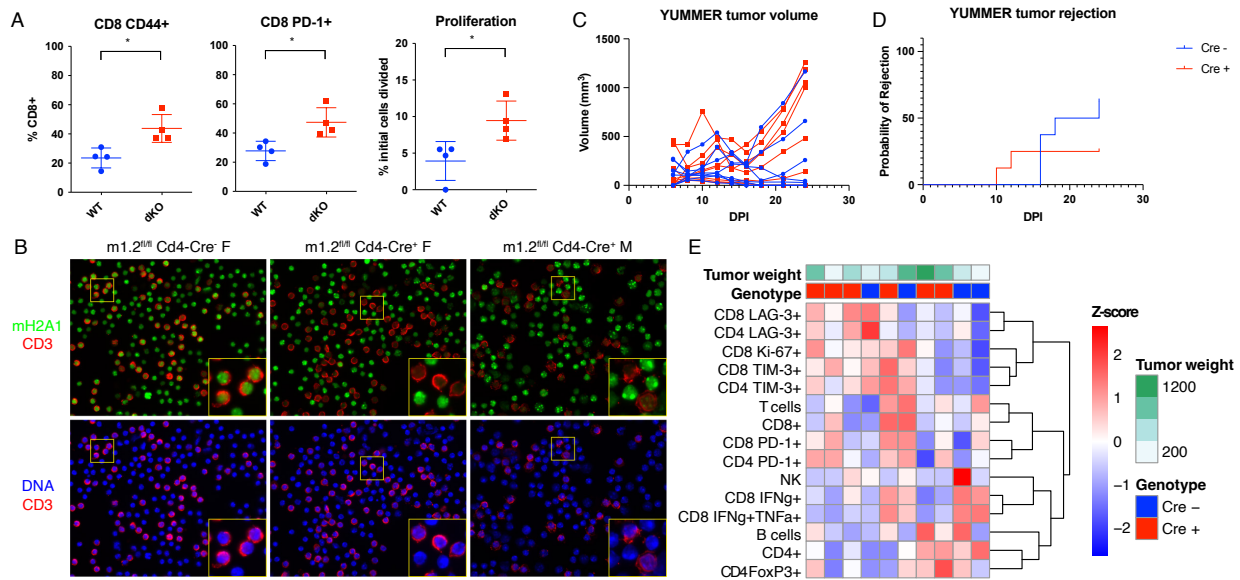 A
CD8 CD44+
CD8 PD-1+
Proliferation
*
*
*
% CD8+
100
80
60
40
20
0
WT
dKO
100
80
60
40
20
0
WT
dKO
% initial cells divided
20
15
10
5
0
WT
dKO
C
YUMMER tumor volume
Volume (mm³)
1500
1000
500
0
0
10
20
30
DPI
D
YUMMER tumor rejection
Probability of Rejection
100
50
0
0
10
20
30
DPI
Cre -
Cre +
B
m1.2fl/fl Cd4-Cre- F
m1.2fl/fl Cd4-Cre+ F
m1.2fl/fl Cd4-Cre+ M
mH2A1
CD3
DNA
CD3
E
Tumor weight
Genotype
CD8 LAG-3+
CD4 LAG-3+
CD8 Ki-67+
CD8 TIM-3+
CD4 TIM-3+
T cells
CD8+
CD8 PD-1+
CD4 PD-1+
NK
CD8 IFNg+
CD8 IFNg+TNFa+
B cells
CD4+
CD4FoxP3+
Z-score
2
1
0
−1
−2
Tumor weight
1200
200
Genotype
Cre −
Cre +